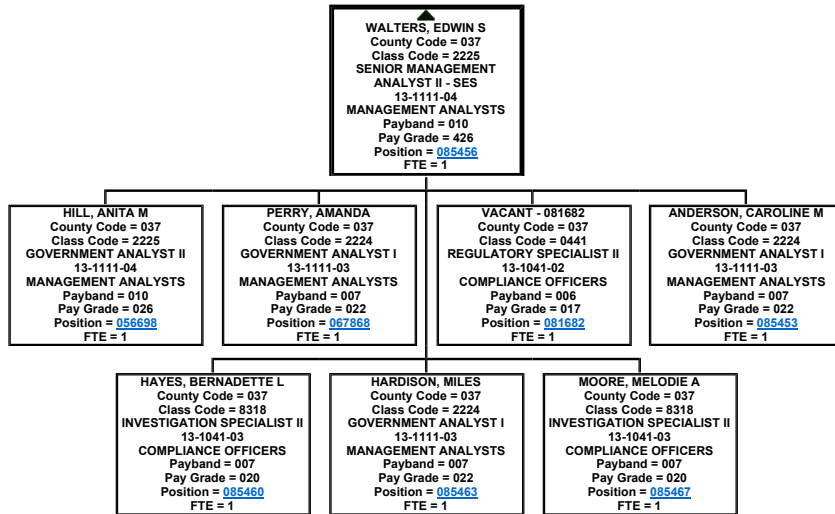 WALTERS, EDWIN S
County Code = 037
Class Code = 2225
SENIOR MANAGEMENT
ANALYST II - SES
13-1111-04
MANAGEMENT ANALYSTS
Payband = 010
Pay Grade = 426
Position = 085456
FTE = 1
HILL, ANITA M
County Code = 037
Class Code = 2225
GOVERNMENT ANALYST II
13-1111-04
MANAGEMENT ANALYSTS
Payband = 010
Pay Grade = 026
Position = 056698
FTE = 1
PERRY, AMANDA
County Code = 037
Class Code = 2224
GOVERNMENT ANALYST I
13-1111-03
MANAGEMENT ANALYSTS
Payband = 007
Pay Grade = 022
Position = 067868
FTE = 1
VACANT - 081682
County Code = 037
Class Code = 0441
REGULATORY SPECIALIST II
13-1041-02
COMPLIANCE OFFICERS
Payband = 006
Pay Grade = 017
Position = 081682
FTE = 1
ANDERSON, CAROLINE M
County Code = 037
Class Code = 2224
GOVERNMENT ANALYST I
13-1111-03
MANAGEMENT ANALYSTS
Payband = 007
Pay Grade = 022
Position = 085453
FTE = 1
HAYES, BERNADETTE L
County Code = 037
Class Code = 8318
INVESTIGATION SPECIALIST II
13-1041-03
COMPLIANCE OFFICERS
Payband = 007
Pay Grade = 020
Position = 085460
FTE = 1
HARDISON, MILES
County Code = 037
Class Code = 2224
GOVERNMENT ANALYST I
13-1111-03
MANAGEMENT ANALYSTS
Payband = 007
Pay Grade = 022
Position = 085463
FTE = 1
MOORE, MELODIE A
County Code = 037
Class Code = 8318
INVESTIGATION SPECIALIST II
13-1041-03
COMPLIANCE OFFICERS
Payband = 007
Pay Grade = 020
Position = 085467
FTE = 1